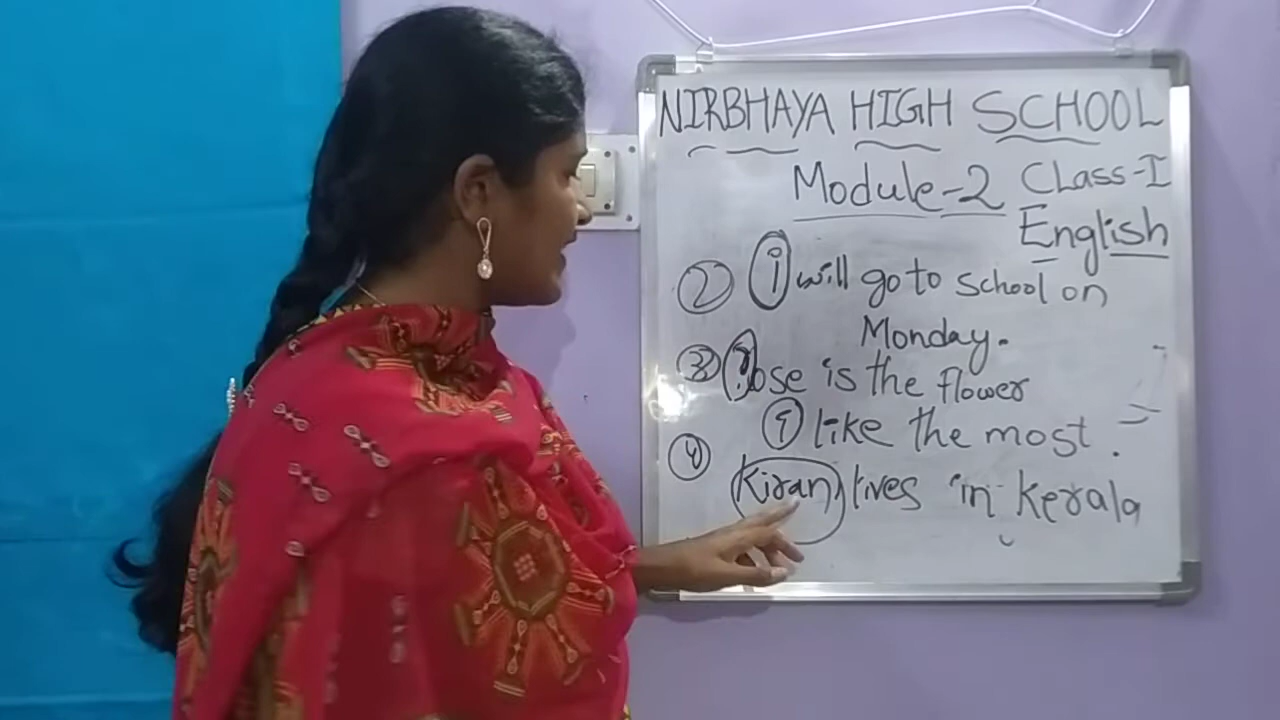 NIRBHAYA HIGH SCHOOL
Module-2 CLass-I
English
2 i will go to school on
Monday.
3 rose is the flower
i like the most.
4
Kiran lives in kerala